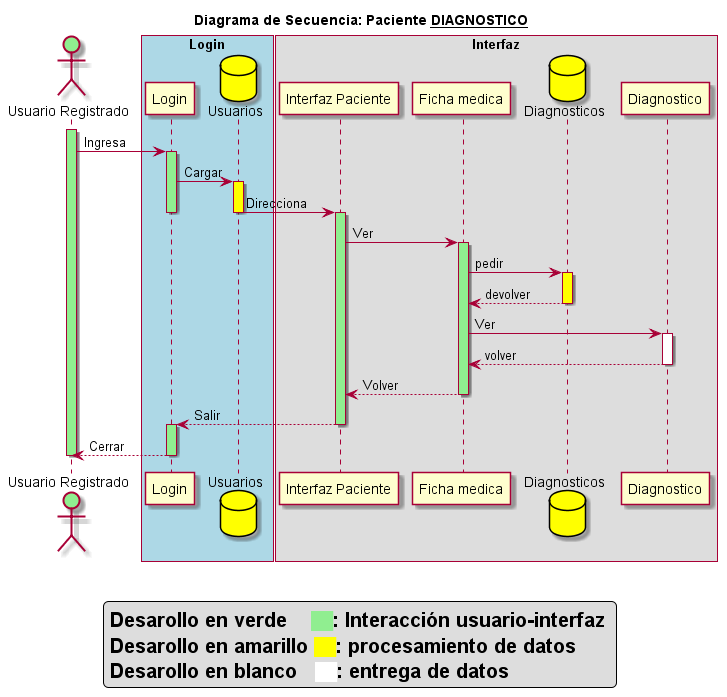 Diagrama de Secuencia: Paciente DIAGNOSTICO
Login
Interfaz
Usuario Registrado
Login
Usuarios
Interfaz Paciente
Ficha medica
Diagnosticos
Diagnostico
Ingresa
Cargar
Direcciona
Ver
pedir
devolver
Ver
volver
Volver
Salir
Cerrar
Usuario Registrado
Login
Usuarios
Interfaz Paciente
Ficha medica
Diagnosticos
Diagnostico
Desarollo en verde : Interacción usuario-interfaz
Desarollo en amarillo : procesamiento de datos
Desarollo en blanco : entrega de datos